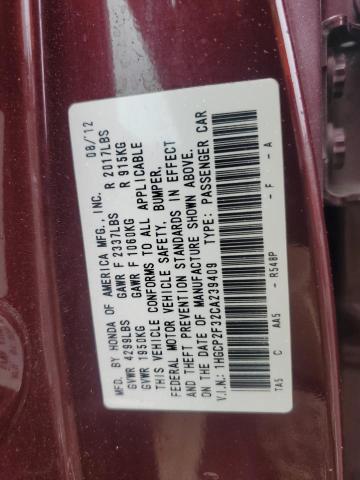 MFD. BY HONDA OF AMERICA MFG., INC. 08/'12
GVWR 4299LBS GAWR F 2337LBS R 2017LBS
GVWR 1950KG GAWR F 1060KG R 915KG
THIS VEHICLE CONFORMS TO ALL APPLICABLE
FEDERAL MOTOR VEHICLE SAFETY, BUMPER,
AND THEFT PREVENTION STANDARDS IN EFFECT
ON THE DATE OF MANUFACTURE SHOWN ABOVE.
V.I.N.: 1HGCP2F32CA239409 TYPE: PASSENGER CAR
TA5 C AA5 - R548P - F - A